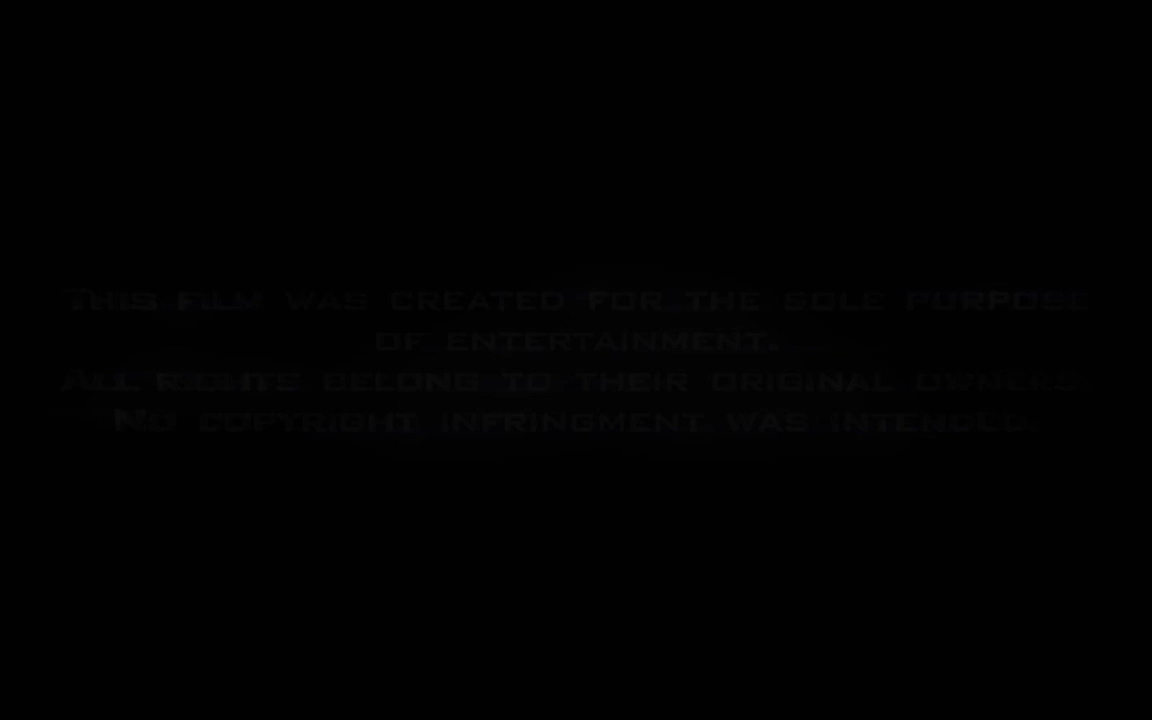 This film was created for the sole purpose
of entertainment.
All rights belong to their original owners.
No copyright infringment was intended.